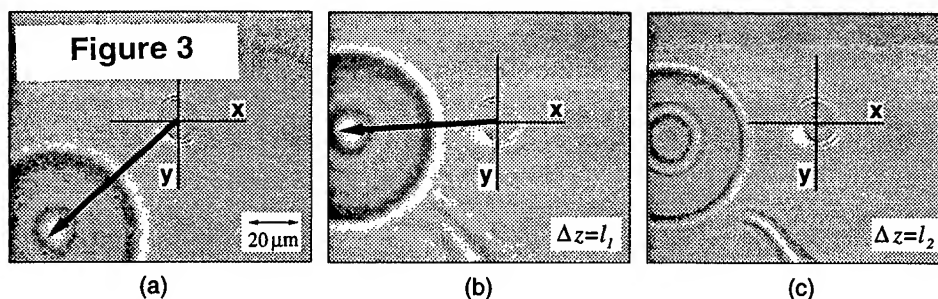 Figure 3
x
y
20 μm
(a)
x
y
Δz=l₁
(b)
x
y
Δz=l₂
(c)